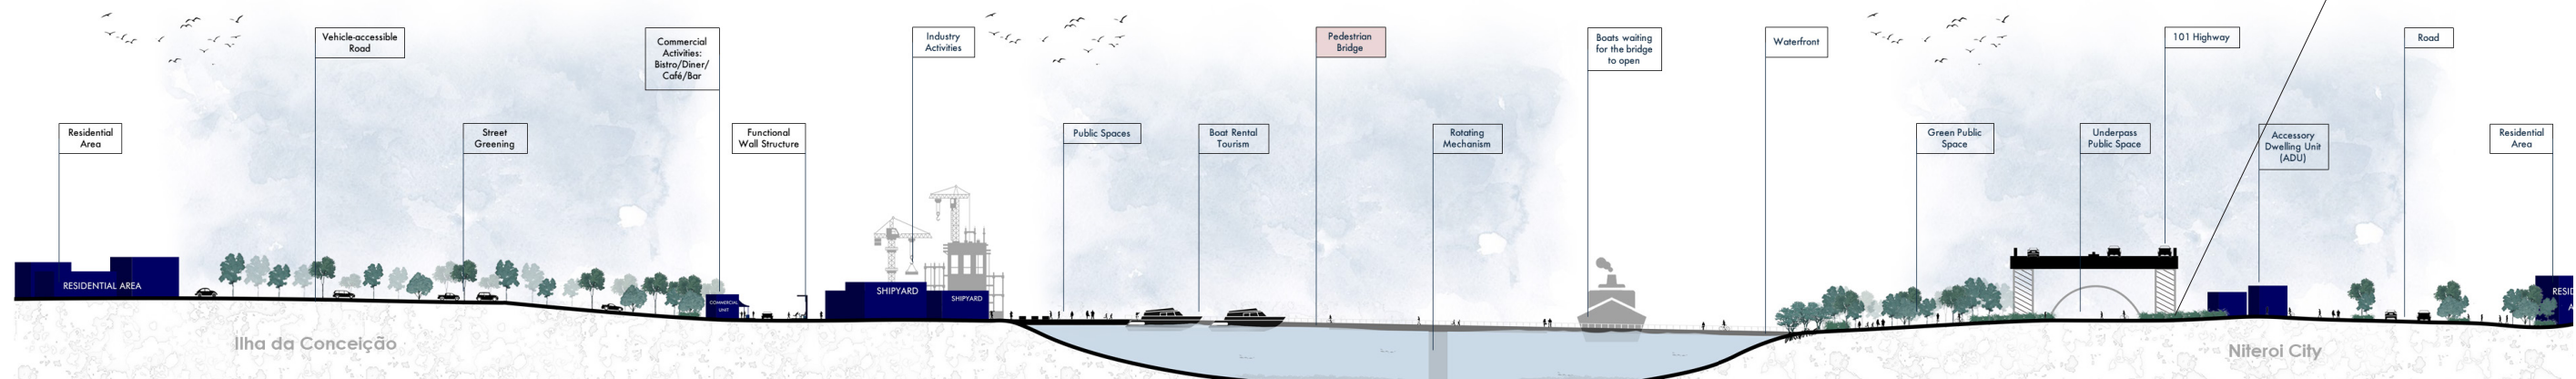 Vehicle-accessible
Road
Commercial
Activities:
Bistro/Diner/
Café/Bar
Industry
Activities
Pedestrian
Bridge
Boats waiting
for the bridge
to open
Waterfront
101 Highway
Road
Residential
Area
Street
Greening
Functional
Wall Structure
Public Spaces
Boat Rental
Tourism
Rotating
Mechanism
Green Public
Space
Underpass
Public Space
Accessory
Dwelling Unit
(ADU)
Residential
Area
RESIDENTIAL AREA
COMMERCIAL
UNIT
SHIPYARD
SHIPYARD
RESID
A
Ilha da Conceição
Niteroi City